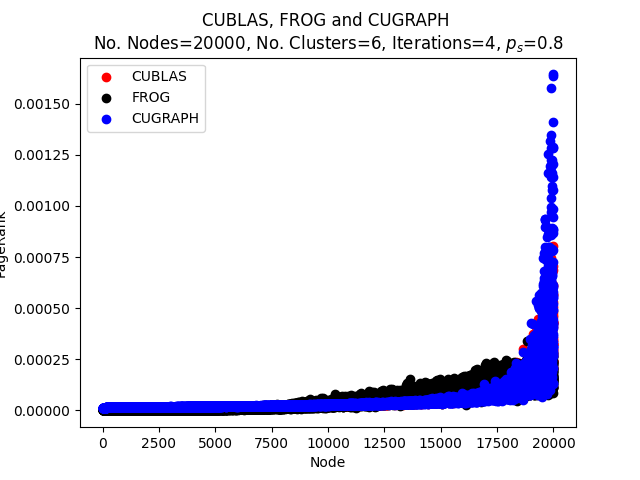 CUBLAS, FROG and CUGRAPH
No. Nodes=20000, No. Clusters=6, Iterations=4, pₛ=0.8
CUBLAS
FROG
CUGRAPH
0.00150
0.00125
0.00100
0.00075
0.00050
0.00025
0.00000
PageRank
0 2500 5000 7500 10000 12500 15000 17500 20000
Node